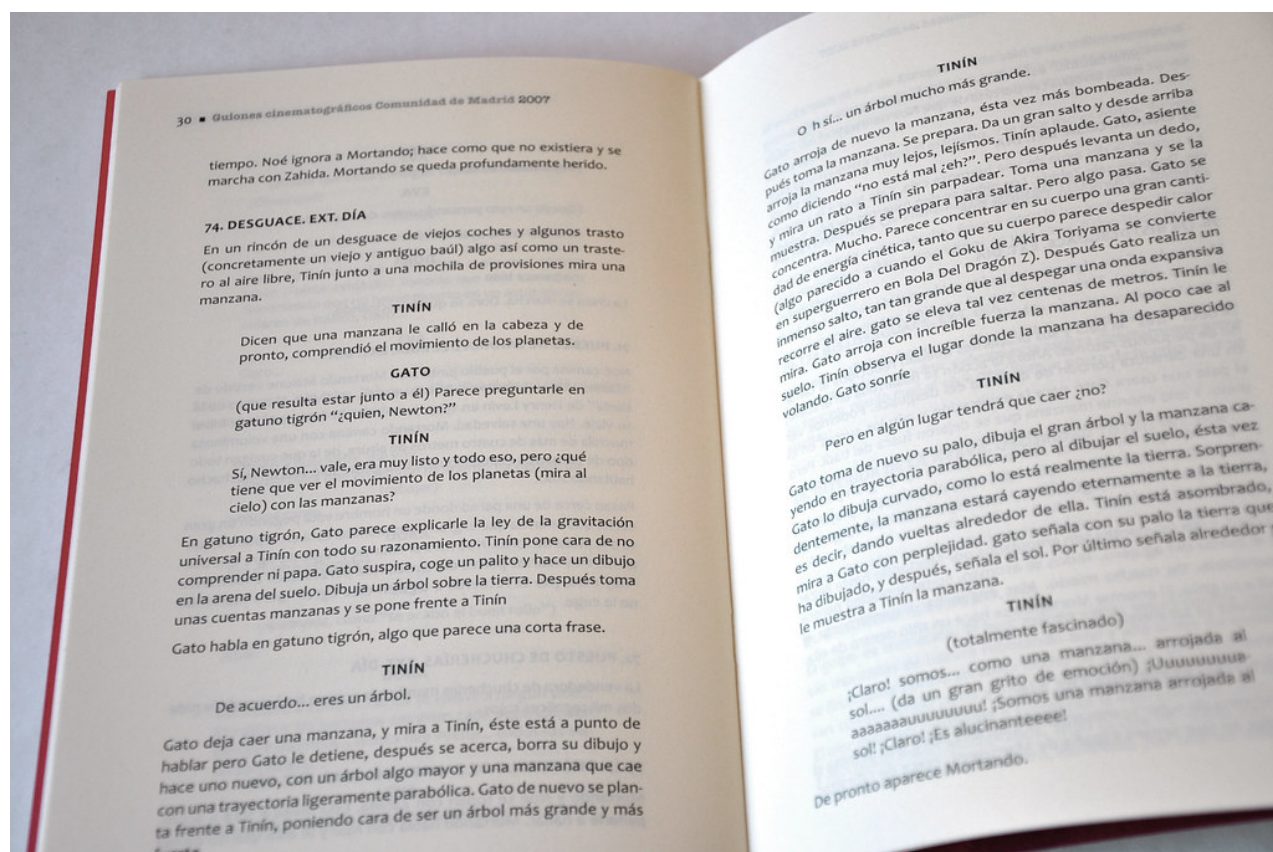 30 ▪ Guiones cinematográficos Comunidad de Madrid 2007
tiempo. Noé ignora a Mortando; hace como que no existiera y se
marcha con Zahida. Mortando se queda profundamente herido.
74. DESGUACE. EXT. DÍA
En un rincón de un desguace de viejos coches y algunos trasto
(concretamente un viejo y antiguo baúl) algo así como un traste-
ro al aire libre, Tinín junto a una mochila de provisiones mira una
manzana.
TINÍN
Dicen que una manzana le calló en la cabeza y de
pronto, comprendió el movimiento de los planetas.
GATO
(que resulta estar junto a él) Parece preguntarle en
gatuno tigrón “¿quien, Newton?”
TINÍN
Sí, Newton... vale, era muy listo y todo eso, pero ¿qué
tiene que ver el movimiento de los planetas (mira al
cielo) con las manzanas?
En gatuno tigrón, Gato parece explicarle la ley de la gravitación
universal a Tinín con todo su razonamiento. Tinín pone cara de no
comprender ni papa. Gato suspira, coge un palito y hace un dibujo
en la arena del suelo. Dibuja un árbol sobre la tierra. Después toma
unas cuentas manzanas y se pone frente a Tinín
Gato habla en gatuno tigrón, algo que parece una corta frase.
TINÍN
De acuerdo... eres un árbol.
Gato deja caer una manzana, y mira a Tinín, éste está a punto de
hablar pero Gato le detiene, después se acerca, borra su dibujo y
hace uno nuevo, con un árbol algo mayor y una manzana que cae
con una trayectoria ligeramente parabólica. Gato de nuevo se plan-
ta frente a Tinín, poniendo cara de ser un árbol más grande y más
TINÍN
O h sí... un árbol mucho más grande.
Gato arroja de nuevo la manzana, ésta vez más bombeada. Des-
pués toma la manzana. Se prepara. Da un gran salto y desde arriba
arroja la manzana muy lejos, lejísmos. Tinín aplaude. Gato, asiente
como diciendo “no está mal ¿eh?”. Pero después levanta un dedo,
y mira un rato a Tinín sin parpadear. Toma una manzana y se la
muestra. Después se prepara para saltar. Pero algo pasa. Gato se
concentra. Mucho. Parece concentrar en su cuerpo una gran canti-
dad de energía cinética, tanto que su cuerpo parece despedir calor
(algo parecido a cuando el Goku de Akira Toriyama se convierte
en superguerrero en Bola Del Dragón Z). Después Gato realiza un
inmenso salto, tan tan grande que al despegar una onda expansiva
recorre el aire. gato se eleva tal vez centenas de metros. Tinín le
mira. Gato arroja con increíble fuerza la manzana. Al poco cae al
suelo. Tinín observa el lugar donde la manzana ha desaparecido
volando. Gato sonríe
TINÍN
Pero en algún lugar tendrá que caer ¿no?
Gato toma de nuevo su palo, dibuja el gran árbol y la manzana ca-
yendo en trayectoria parabólica, pero al dibujar el suelo, ésta vez
Gato lo dibuja curvado, como lo está realmente la tierra. Sorpren-
dentemente, la manzana estará cayendo eternamente a la tierra,
es decir, dando vueltas alrededor de ella. Tinín está asombrado,
mira a Gato con perplejidad. gato señala con su palo la tierra que
ha dibujado, y después, señala el sol. Por último señala alrededor
le muestra a Tinín la manzana.
TINÍN
(totalmente fascinado)
¡Claro! somos... como una manzana... arrojada al
sol.... (da un gran grito de emoción) ¡Uuuuuuuua-
aaaaaauuuuuuuu! ¡Somos una manzana arrojada al
sol! ¡Claro! ¡Es alucinanteeee!
De pronto aparece Mortando.